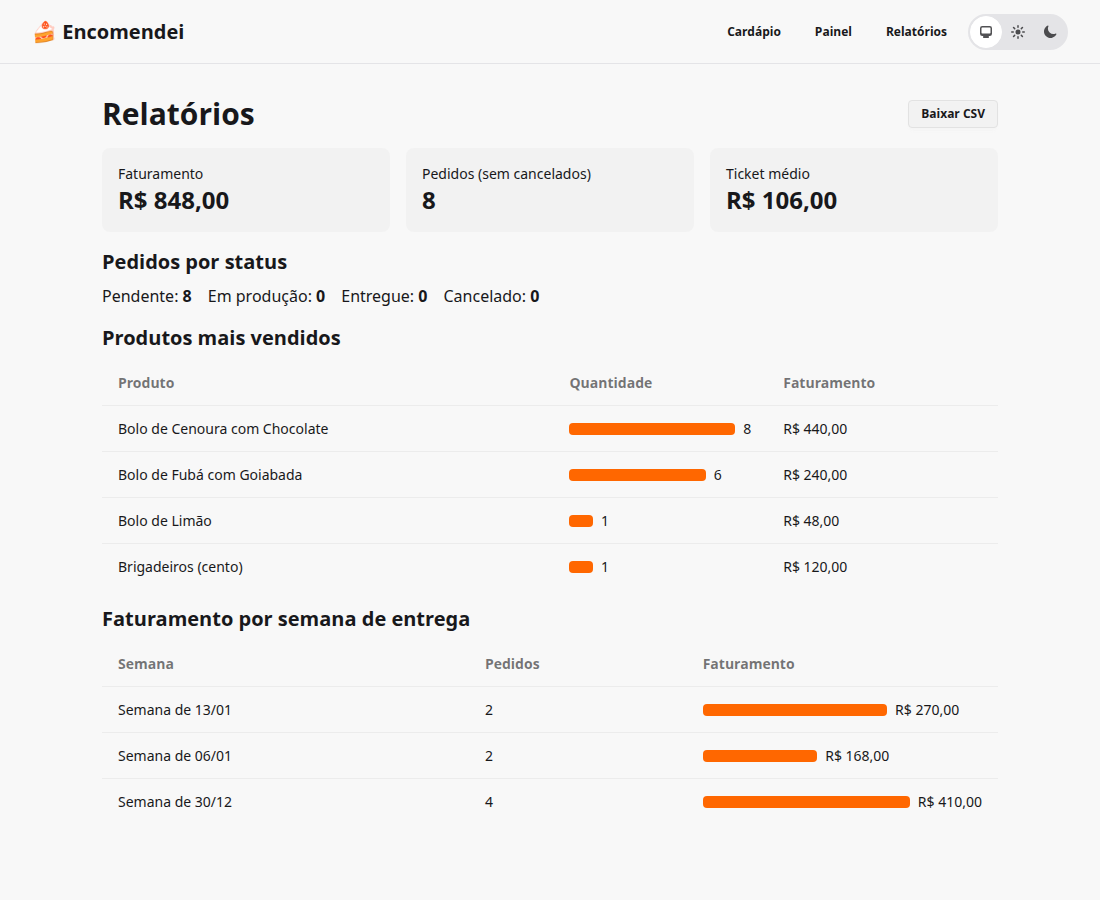 Encomendei
Cardápio Painel Relatórios
Relatórios
Baixar CSV
Faturamento
R$ 848,00
Pedidos (sem cancelados)
8
Ticket médio
R$ 106,00
Pedidos por status
Pendente: 8 Em produção: 0 Entregue: 0 Cancelado: 0
Produtos mais vendidos
Produto Quantidade Faturamento
Bolo de Cenoura com Chocolate 8 R$ 440,00
Bolo de Fubá com Goiabada 6 R$ 240,00
Bolo de Limão 1 R$ 48,00
Brigadeiros (cento) 1 R$ 120,00
Faturamento por semana de entrega
Semana Pedidos Faturamento
Semana de 13/01 2 R$ 270,00
Semana de 06/01 2 R$ 168,00
Semana de 30/12 4 R$ 410,00